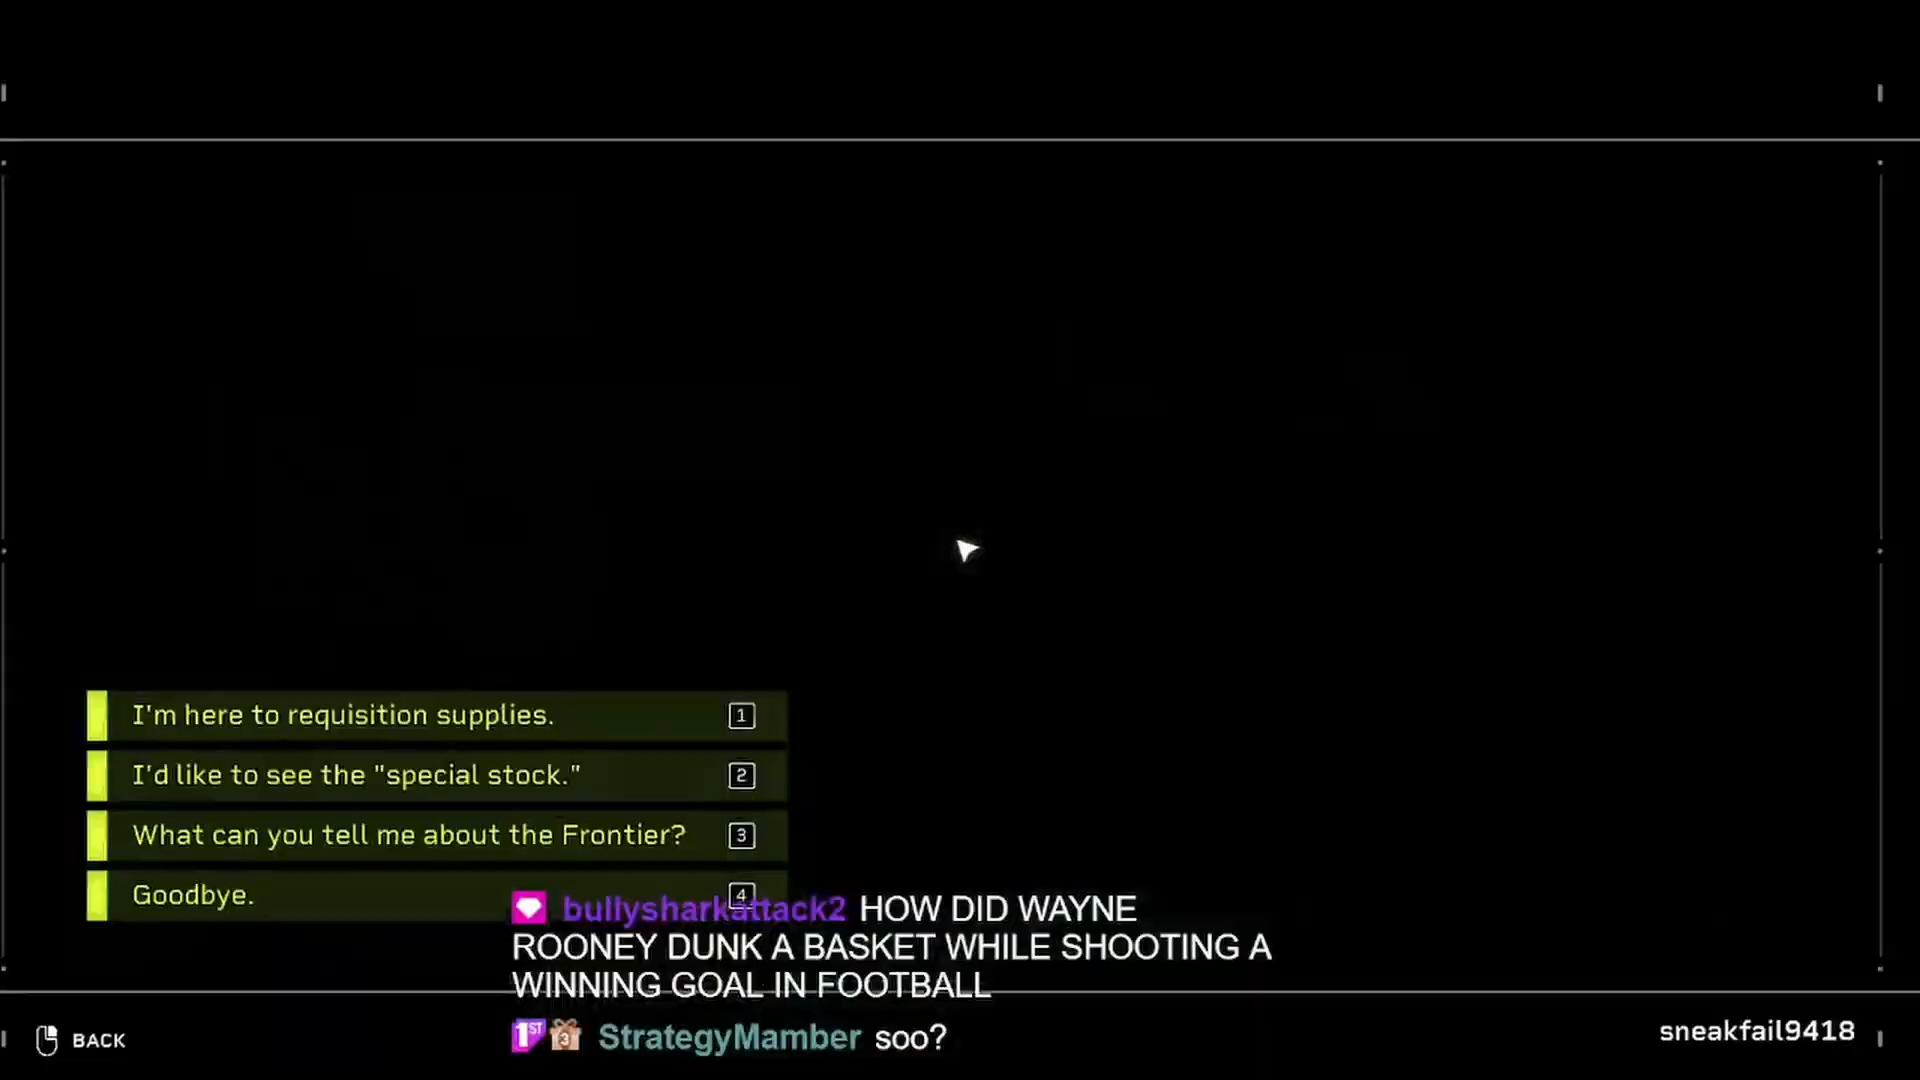 I'm here to requisition supplies. 1
I'd like to see the "special stock." 2
What can you tell me about the Frontier? 3
Goodbye. 4
bullysharkattack2 HOW DID WAYNE
ROONEY DUNK A BASKET WHILE SHOOTING A
WINNING GOAL IN FOOTBALL
1ST 3 StrategyMamber soo?
BACK
sneakfail9418